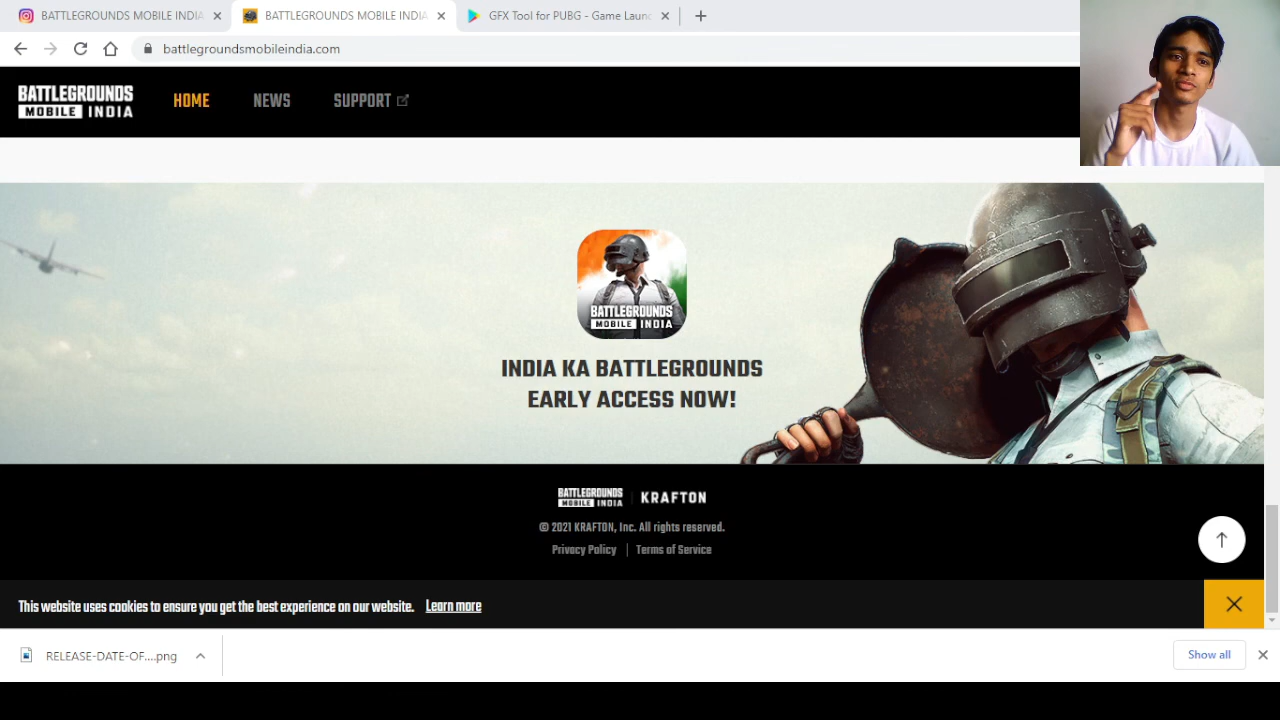 BATTLEGROUNDS MOBILE INDIA
BATTLEGROUNDS MOBILE INDIA
GFX Tool for PUBG - Game Launc
battlegroundsmobileindia.com
BATTLEGROUNDS
MOBILE INDIA
HOME
NEWS
SUPPORT
BATTLEGROUNDS
MOBILE INDIA
INDIA KA BATTLEGROUNDS
EARLY ACCESS NOW!
BATTLEGROUNDS
MOBILE INDIA
KRAFTON
© 2021 KRAFTON, Inc. All rights reserved.
Privacy Policy | Terms of Service
This website uses cookies to ensure you get the best experience on our website. Learn more
RELEASE-DATE-OF....png
Show all